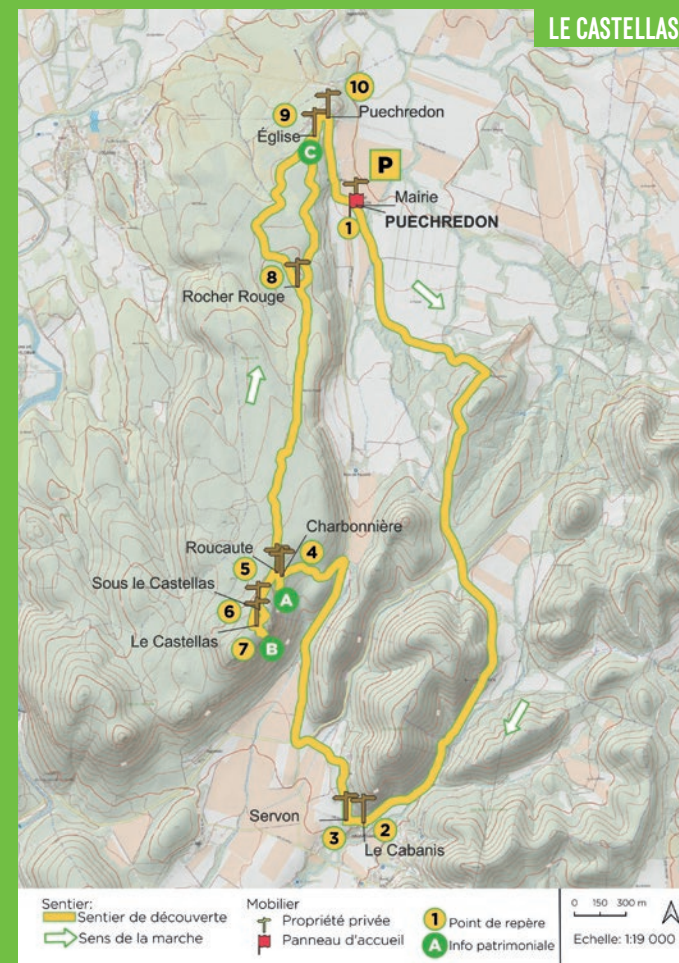 LE CASTELLAS
10
9
Puechredon
Église
C
P
Mairie
1
PUECHREDON
8
Rocher Rouge
Charbonnière
Roucaute
4
5
Sous le Castellas
A
6
Le Castellas
7
B
Servon
3
2
Le Cabanis
Sentier:
Sentier de découverte
Sens de la marche
Mobilier
Propriété privée
Panneau d'accueil
1 Point de repère
A Info patrimoniale
0 150 300 m
Echelle: 1:19 000